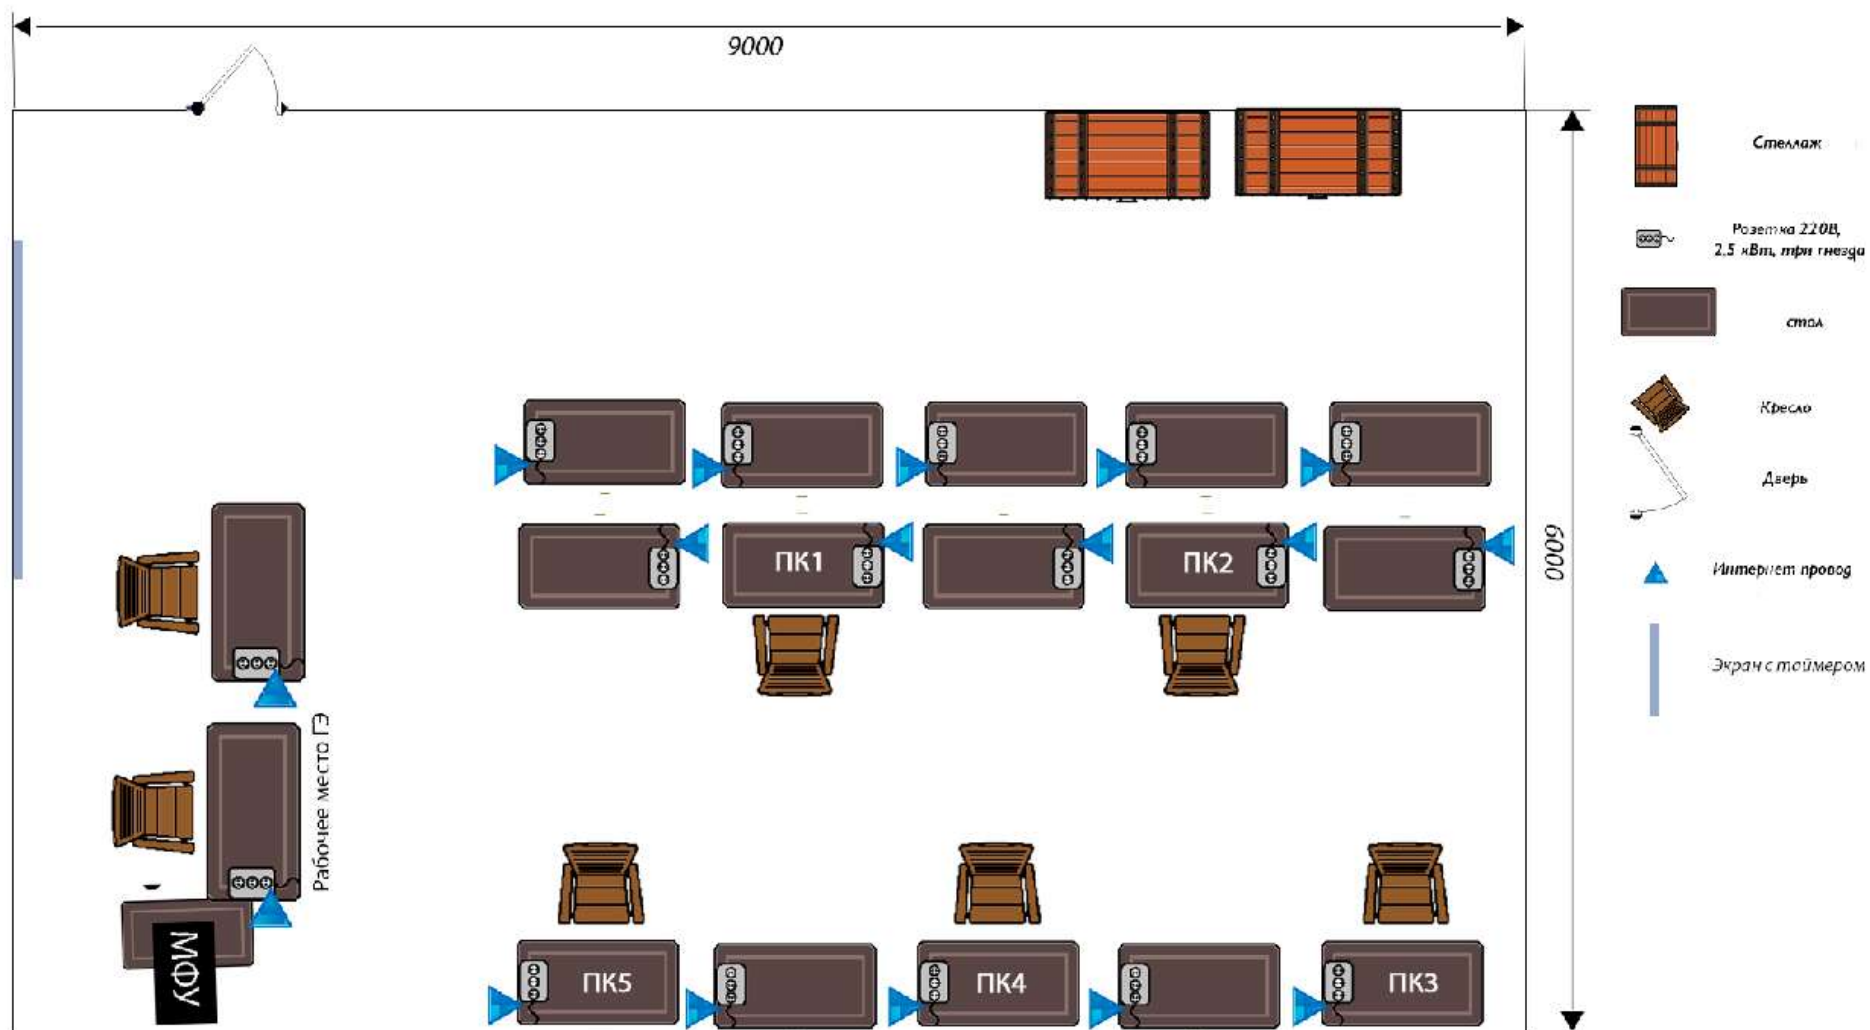 9000
Стеллаж
Розетка 220В,
2,5 кВт, три гнезда
стол
Кресло
Дверь
6000
ПК1
ПК2
Интернет провод
Экран с таймером
Рабочее место ГЭ
МФУ
ПК5
ПК4
ПК3